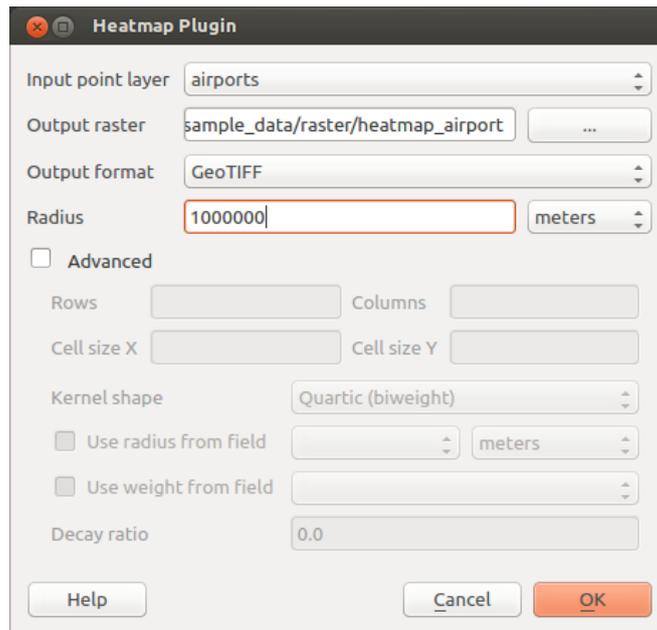 Heatmap Plugin
Input point layer airports
Output raster sample_data/raster/heatmap_airport ...
Output format GeoTIFF
Radius 1000000 meters
Advanced
Rows Columns
Cell size X Cell size Y
Kernel shape Quartic (biweight)
Use radius from field meters
Use weight from field
Decay ratio 0.0
Help Cancel OK